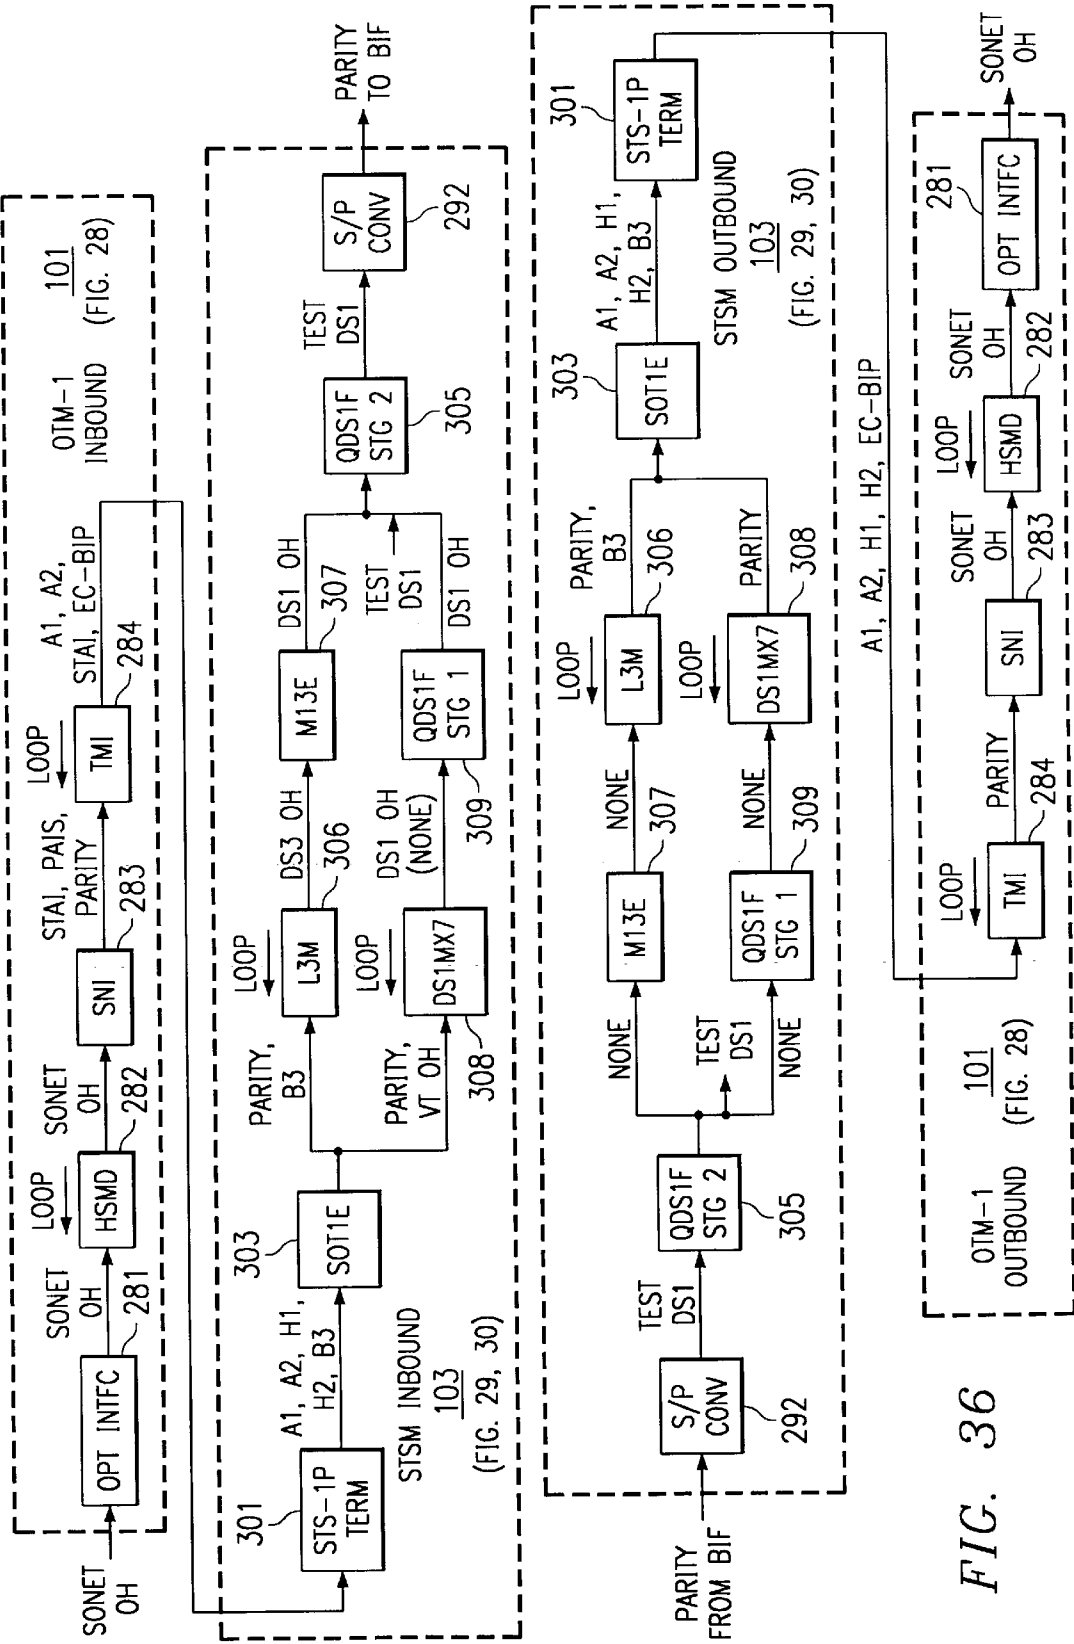 SONET
OH
OPT INTFC
281
SONET
OH
LOOP
HSMD
282
SONET
OH
SNI
283
STAI, PAIS,
PARITY
LOOP
TMI
284
A1, A2,
STAI, EC-BIP
OTM-1
INBOUND
101
(FIG. 28)
301
STS-1P
TERM
A1, A2, H1,
H2, B3
STSM INBOUND
103
(FIG. 29, 30)
303
SOT1E
PARITY,
B3
PARITY,
VT OH
LOOP
L3M
306
LOOP
DS1MX7
308
DS3 OH
DS1 OH
(NONE)
M13E
307
QDS1F
STG 1
309
DS1 OH
TEST
DS1
DS1 OH
QDS1F
STG 2
305
TEST
DS1
S/P
CONV
292
PARITY
TO BIF
PARITY
FROM BIF
S/P
CONV
292
TEST
DS1
QDS1F
STG 2
305
NONE
TEST
DS1
NONE
M13E
307
QDS1F
STG 1
309
NONE
NONE
LOOP
L3M
306
LOOP
DS1MX7
308
PARITY,
B3
PARITY
303
SOT1E
A1, A2, H1,
H2, B3
301
STS-1P
TERM
STSM OUTBOUND
103
(FIG. 29, 30)
A1, A2, H1, H2, EC-BIP
OTM-1
OUTBOUND
101
(FIG. 28)
LOOP
TMI
284
PARITY
SNI
283
SONET
OH
LOOP
HSMD
282
SONET
OH
281
OPT INTFC
SONET
OH
FIG. 36